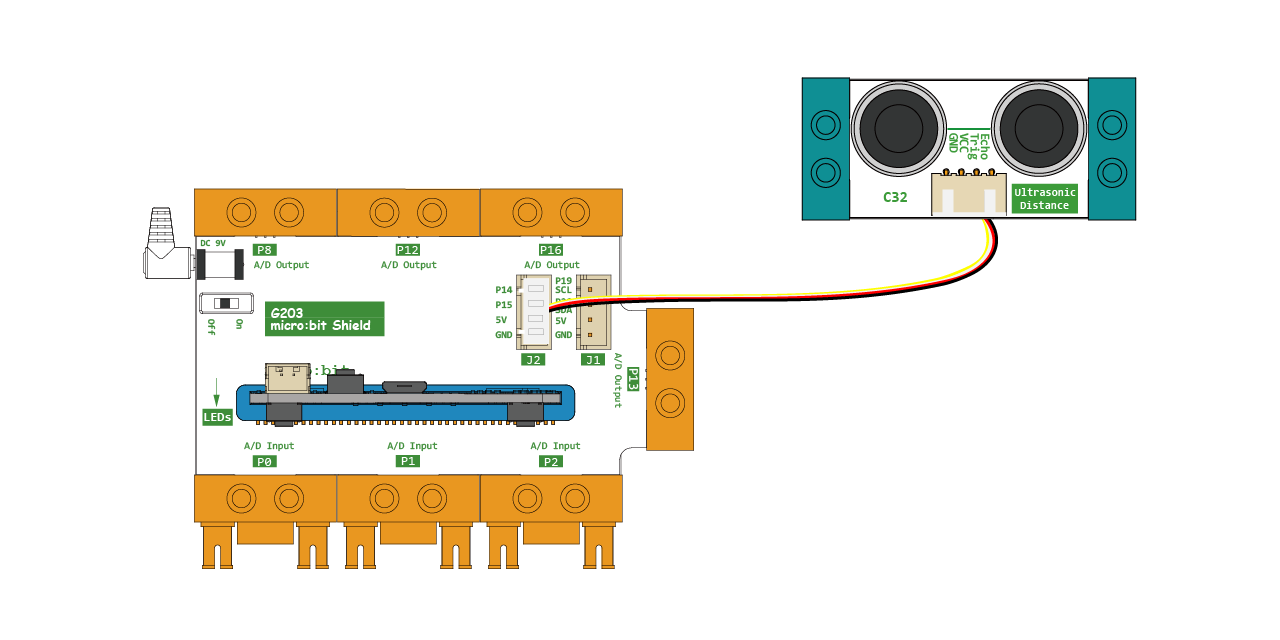 GND
VCC
Trig
Echo
C32
Ultrasonic
Distance
DC 9V
P8
A/D Output
P12
A/D Output
P16
A/D Output
P14
P15
5V
GND
P19
SCL
SDA
5V
GND
J2
J1
OFF
On
G203
micro:bit Shield
A/D Output
P13
LEDs
A/D Input
P0
A/D Input
P1
A/D Input
P2